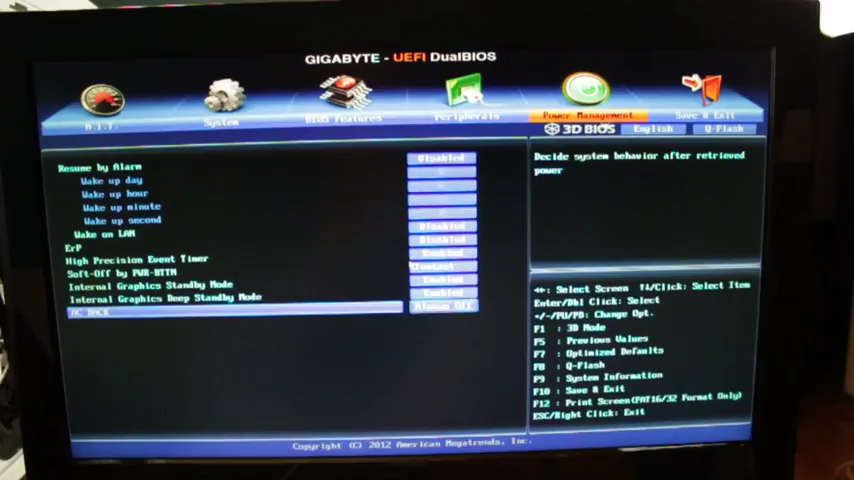 GIGABYTE - UEFI DualBIOS
M.I.T.
System
BIOS Features
Peripherals
Power Management
Save & Exit
3D BIOS
English
Q-Flash
Resume by Alarm Disabled
Wake up day
Wake up hour
Wake up minute
Wake up second
Wake on LAN Disabled
ErP Disabled
High Precision Event Timer Enabled
Soft-Off by PWR-BTTN
Internal Graphics Standby Mode Enabled
Internal Graphics Deep Standby Mode Enabled
AC BACK Always Off
Decide system behavior after retrieved
power
: Select Screen ↑↓/Click: Select Item
Enter/Dbl Click: Select
+/-/PU/PD: Change Opt.
F1 : 3D Mode
F5 : Previous Values
F7 : Optimized Defaults
F8 : Q-Flash
F9 : System Information
F10 : Save & Exit
F12 : Print Screen(FAT16/32 Format Only)
ESC/Right Click: Exit
Copyright (C) 2012 American Megatrends, Inc.